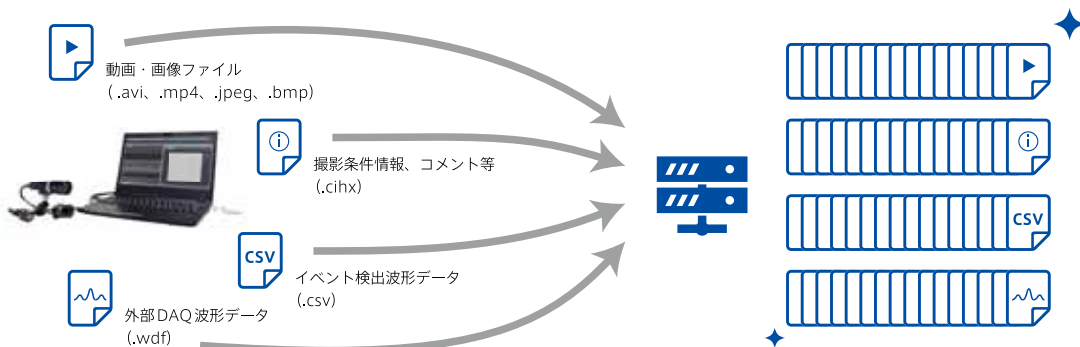 動画・画像ファイル
(.avi、.mp4、.jpeg、.bmp)
撮影条件情報、コメント等
(.cihx)
CSV
イベント検出波形データ
(.csv)
外部DAQ波形データ
(.wdf)
CSV